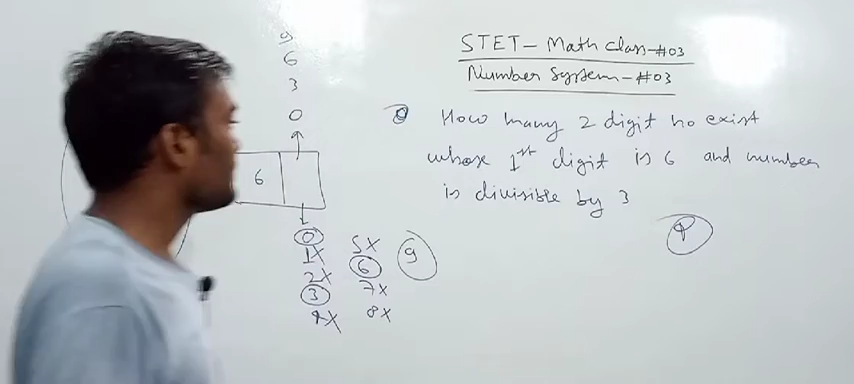 STET - Math Class - #03
Number System - #03
Q How many 2 digit no exist
whose 1st digit is 6 and number
is divisible by 3
9
6
3
0
6
0 5X 9
1X 6
2X 7X
3 8X
4X